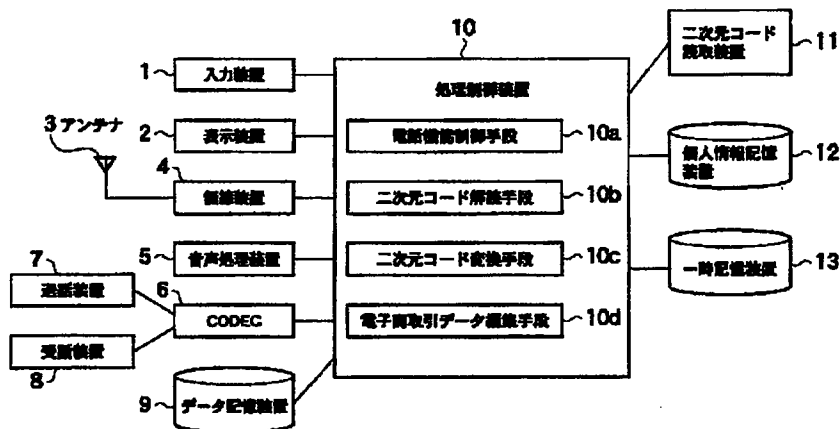 10
11
二次元コード
読取装置
1
入力装置
処理制御装置
3 アンテナ
2
表示装置
電話機能制御手段
10a
個人情報記憶
装置
12
4
無線装置
二次元コード解読手段
10b
5
音声処理装置
二次元コード変換手段
10c
一時記憶装置
13
7
送話装置
6
CODEC
電子商取引データ編集手段
10d
受話装置
8
9
データ記憶装置